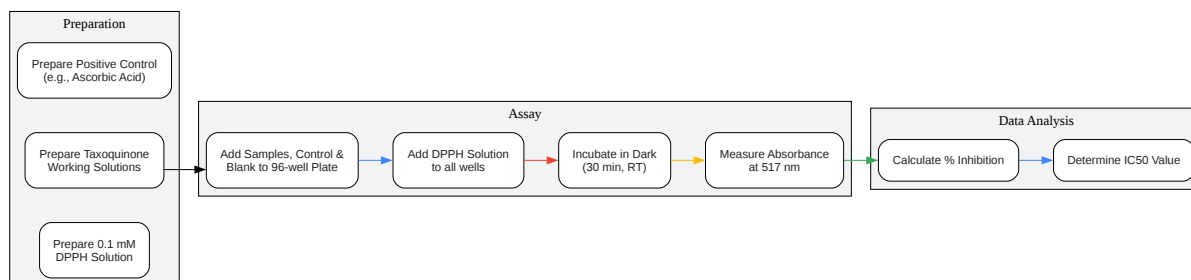 Preparation
Prepare Positive Control
(e.g., Ascorbic Acid)
Prepare Taxoquinone
Working Solutions
Prepare 0.1 mM
DPPH Solution
Assay
Add Samples, Control &
Blank to 96-well Plate
Add DPPH Solution
to all wells
Incubate in Dark
(30 min, RT)
Measure Absorbance
at 517 nm
Data Analysis
Calculate % Inhibition
Determine IC50 Value